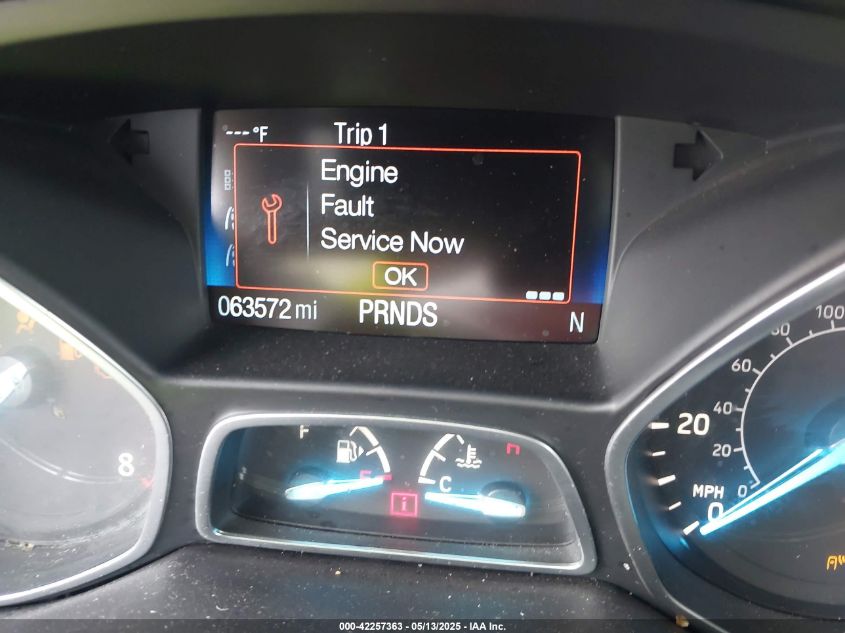 --- °F Trip 1
Engine
Fault
Service Now
OK
063572 mi PRNDS N
F
E
C
i
8
100
80
60
40
20
0
20
MPH
0
000-42257363 - 05/13/2025 - IAA Inc.